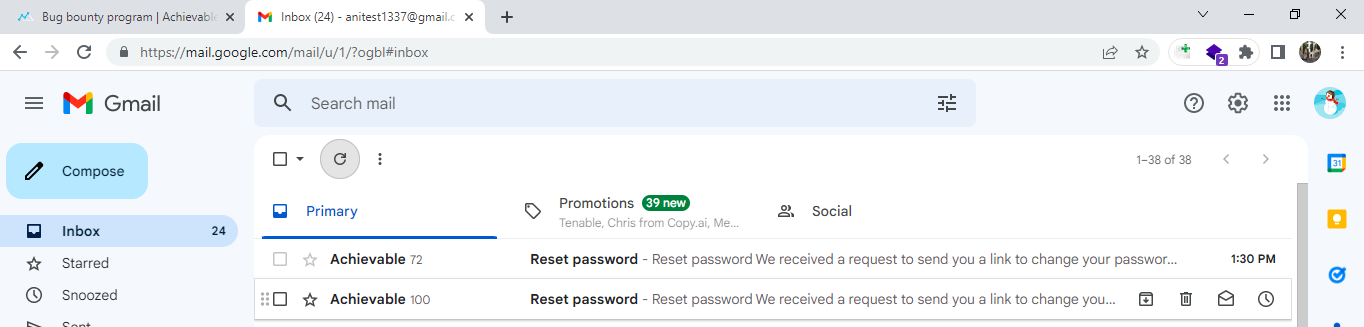 Bug bounty program | Achievable
Inbox (24) - anitest1337@gmail.c
https://mail.google.com/mail/u/1/?ogbl#inbox
2
Gmail
Search mail
Compose
1–38 of 38
31
Primary
Promotions 39 new
Tenable, Chris from Copy.ai, Me...
Social
Inbox 24
Starred
Snoozed
Sent
Achievable 72 Reset password - Reset password We received a request to send you a link to change your passwor... 1:30 PM
Achievable 100 Reset password - Reset password We received a request to send you a link to change you...